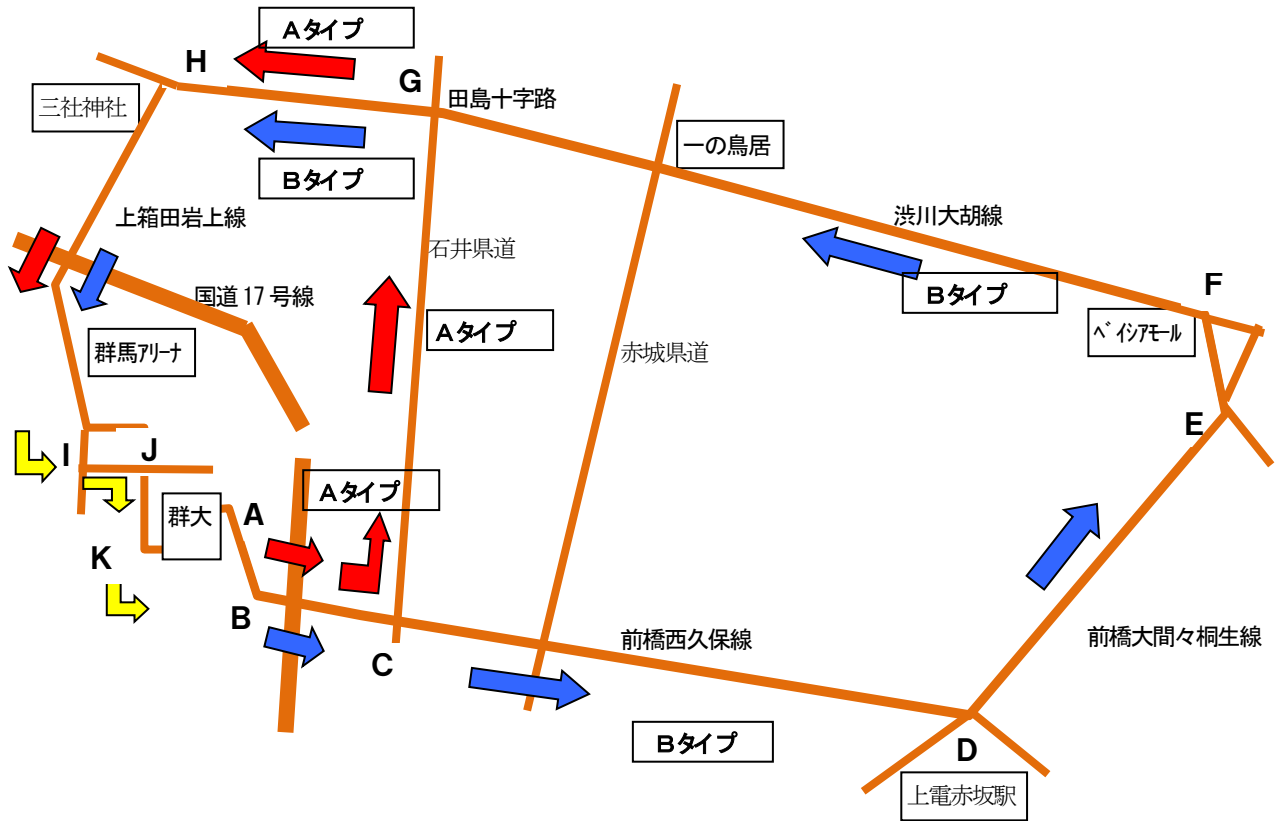 Aタイプ
H
G
三社神社
田島十字路
一の鳥居
Bタイプ
上箱田岩上線
渋川大胡線
石井県道
F
国道17号線
Bタイプ
Aタイプ
ベイシアモール
群馬アリーナ
赤城県道
E
I
J
Aタイプ
群大
A
K
B
前橋西久保線
前橋大間々桐生線
C
Bタイプ
D
上電赤坂駅